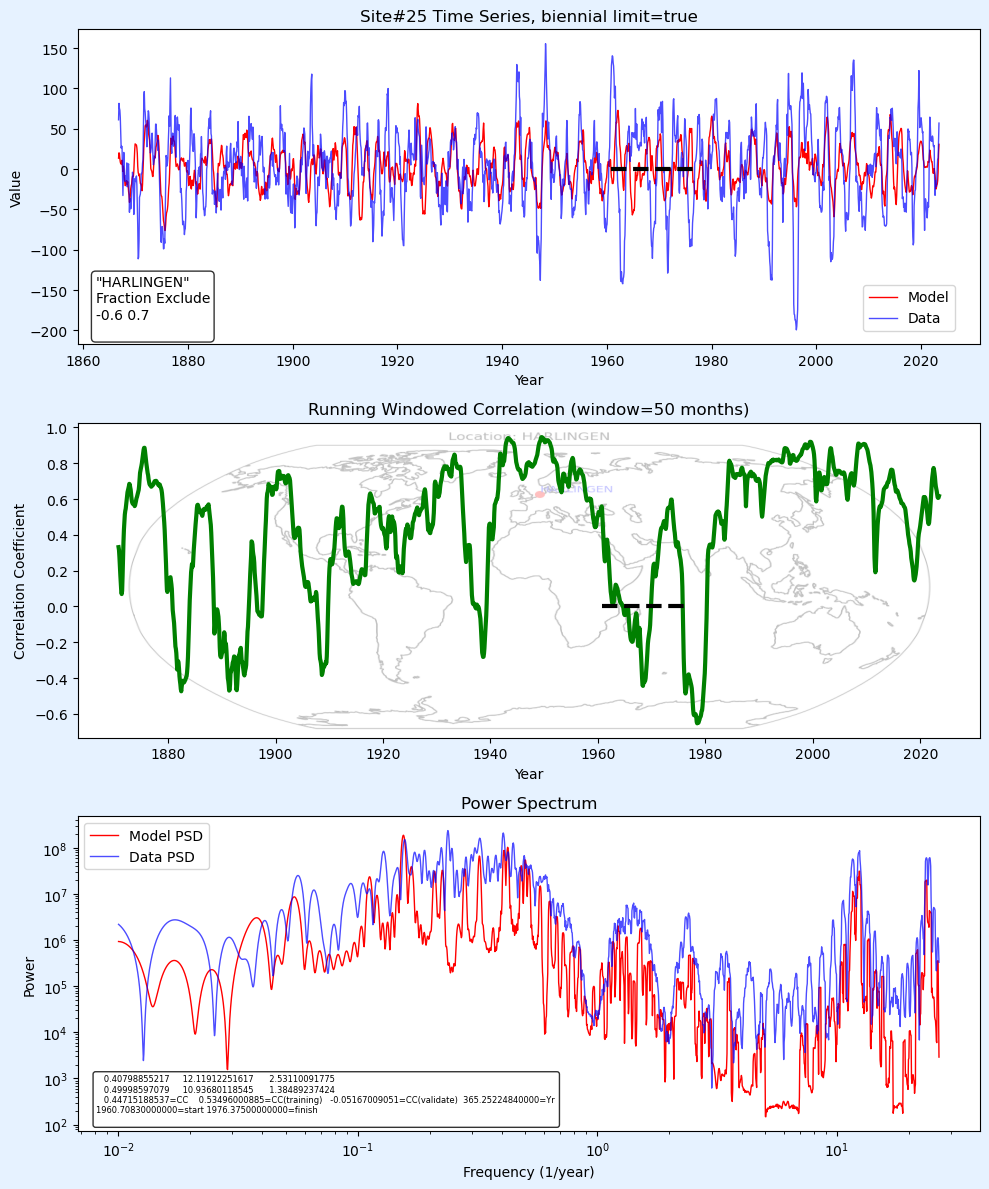 Site#25 Time Series, biennial limit=true
150
100
50
0
−50
−100
−150
−200
Value
"HARLINGEN"
Fraction Exclude
-0.6 0.7
Model
Data
1860
1880
1900
1920
1940
1960
1980
2000
2020
Year
Running Windowed Correlation (window=50 months)
Location: HARLINGEN
1.0
0.8
0.6
0.4
0.2
0.0
−0.2
−0.4
−0.6
Correlation Coefficient
1880
1900
1920
1940
1960
1980
2000
2020
Year
Power Spectrum
Model PSD
Data PSD
10^8
10^7
10^6
10^5
10^4
10^3
10^2
Power
0.40798855217 12.11912251617 2.53110091775
0.49998597079 10.93680118545 1.38489237424
0.44715188537=CC 0.53496000885=CC(training) -0.05167009051=CC(validate) 365.25224840000=Yr
1960.70830000000=start 1976.37500000000=finish
10^−2
10^−1
10^0
10^1
Frequency (1/year)